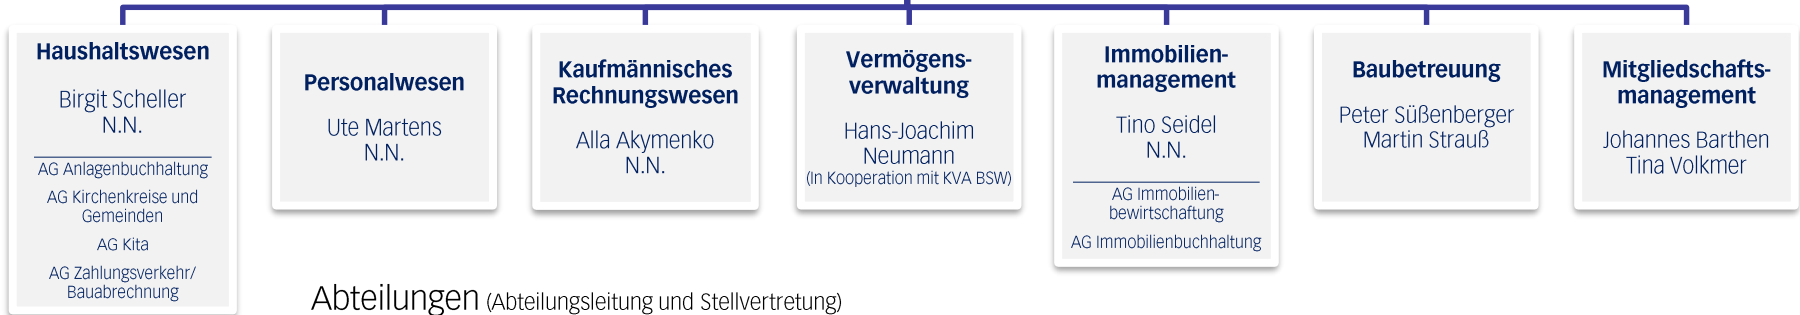 Haushaltswesen
Birgit Scheller
N.N.
AG Anlagenbuchhaltung
AG Kirchenkreise und
Gemeinden
AG Kita
AG Zahlungsverkehr/
Bauabrechnung
Personalwesen
Ute Martens
N.N.
Kaufmännisches
Rechnungswesen
Alla Akymenko
N.N.
Vermögens-
verwaltung
Hans-Joachim
Neumann
(In Kooperation mit KVA BSW)
Immobilien-
management
Tino Seidel
N.N.
AG Immobilien-
bewirtschaftung
AG Immobilienbuchhaltung
Baubetreuung
Peter Süßenberger
Martin Strauß
Mitgliedschafts-
management
Johannes Barthen
Tina Volkmer
Abteilungen (Abteilungsleitung und Stellvertretung)